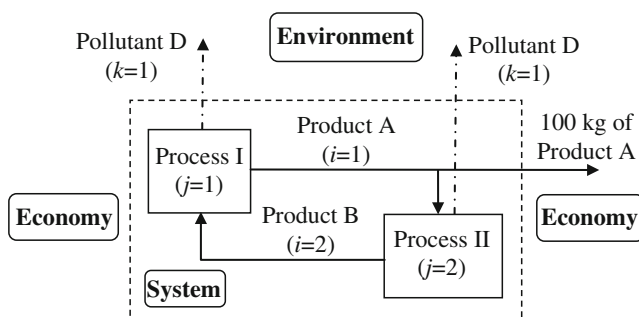 Pollutant D
(k=1)
Environment
Pollutant D
(k=1)
Process I
(j=1)
Product A
(i=1)
100 kg of
Product A
Economy
Product B
(i=2)
Process II
(j=2)
Economy
System